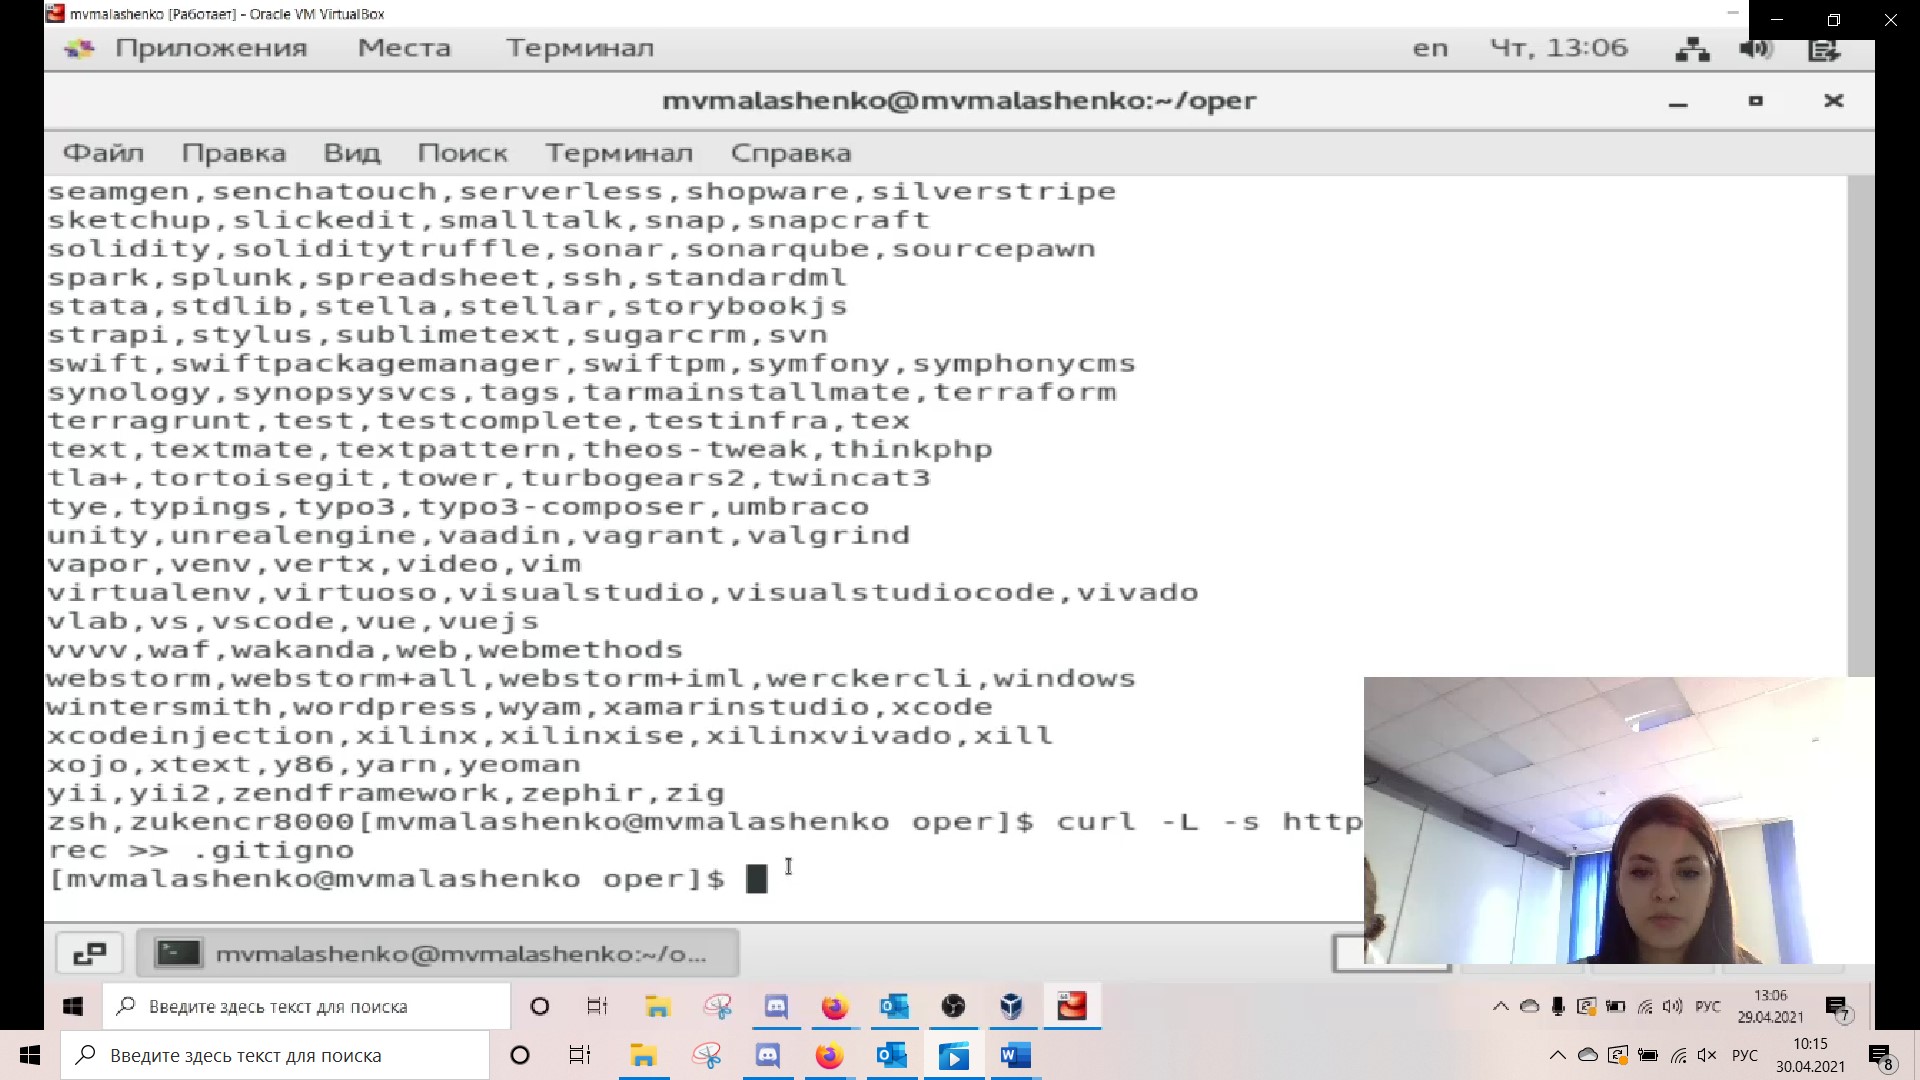 mvmalashenko [Работает] - Oracle VM VirtualBox
Приложения Места Терминал en Чт, 13:06
mvmalashenko@mvmalashenko:~/oper
Файл Правка Вид Поиск Терминал Справка
seamgen,senchatouch,serverless,shopware,silverstripe
sketchup,slickedit,smalltalk,snap,snapcraft
solidity,soliditytruffle,sonar,sonarqube,sourcepawn
spark,splunk,spreadsheet,ssh,standardml
stata,stdlib,stella,stellar,storybookjs
strapi,stylus,sublimetext,sugarcrm,svn
swift,swiftpackagemanager,swiftpm,symfony,symphonycms
synology,synopsysvcs,tags,tarmainstallmate,terraform
terragrunt,test,testcomplete,testinfra,tex
text,textmate,textpattern,theos-tweak,thinkphp
tla+,tortoisegit,tower,turbogears2,twincat3
tye,typings,typo3,typo3-composer,umbraco
unity,unrealengine,vaadin,vagrant,valgrind
vapor,venv,vertx,video,vim
virtualenv,virtuoso,visualstudio,visualstudiocode,vivado
vlab,vs,vscode,vue,vuejs
vvvv,waf,wakanda,web,webmethods
webstorm,webstorm+all,webstorm+iml,werckercli,windows
wintersmith,wordpress,wyam,xamarinstudio,xcode
xcodeinjection,xilinx,xilinxise,xilinxvivado,xill
xojo,xtext,y86,yarn,yeoman
yii,yii2,zendframework,zephir,zig
zsh,zukencr8000[mvmalashenko@mvmalashenko oper]$ curl -L -s http
rec >> .gitigno
[mvmalashenko@mvmalashenko oper]$
mvmalashenko@mvmalashenko:~/o...
Введите здесь текст для поиска РУС 13:06 29.04.2021 7
Введите здесь текст для поиска РУС 10:15 30.04.2021 8